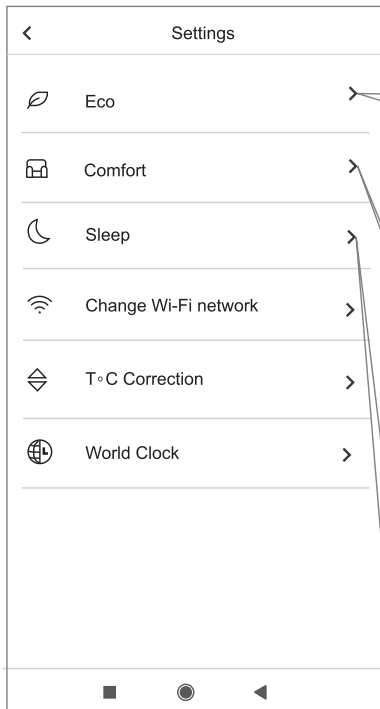 Settings
Eco
Comfort
Sleep
Change Wi-Fi network
T∘C Correction
World Clock